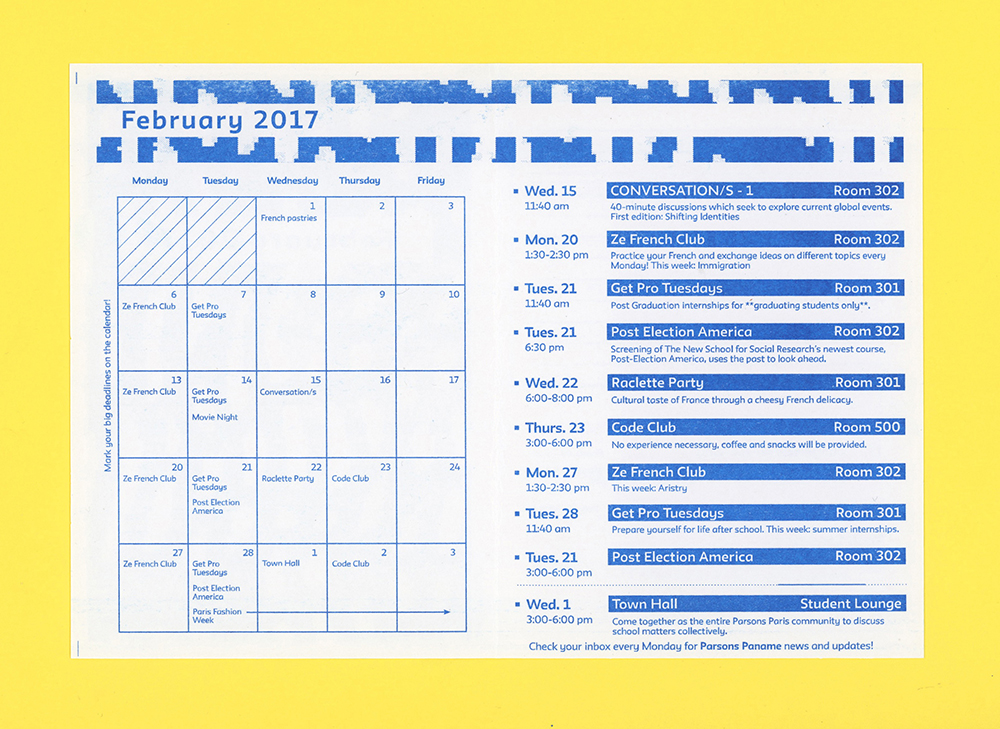 February 2017
Monday Tuesday Wednesday Thursday Friday
1 2 3
French pastries
6 7 8 9 10
Ze French Club
Get Pro
Tuesdays
13 14 15 16 17
Ze French Club
Get Pro
Tuesdays
Movie Night
Conversation/s
20 21 22 23 24
Ze French Club
Get Pro
Tuesdays
Post Election
America
Raclette Party
Code Club
27 28 1 2 3
Ze French Club
Get Pro
Tuesdays
Post Election
America
Paris Fashion
Week
Town Hall
Code Club
Mark your big deadlines on the calendar!
Wed. 15 CONVERSATION/S - 1 Room 302
11:40 am
40-minute discussions which seek to explore current global events.
First edition: Shifting Identities
Mon. 20 Ze French Club Room 302
1:30-2:30 pm
Practice your French and exchange ideas on different topics every
Monday! This week: Immigration
Tues. 21 Get Pro Tuesdays Room 301
11:40 am
Post Graduation internships for **graduating students only**.
Tues. 21 Post Election America Room 302
6:30 pm
Screening of The New School for Social Research's newest course,
Post-Election America, uses the past to look ahead.
Wed. 22 Raclette Party Room 301
6:00-8:00 pm
Cultural taste of France through a cheesy French delicacy.
Thurs. 23 Code Club Room 500
3:00-6:00 pm
No experience necessary, coffee and snacks will be provided.
Mon. 27 Ze French Club Room 302
1:30-2:30 pm
This week: Aristry
Tues. 28 Get Pro Tuesdays Room 301
11:40 am
Prepare yourself for life after school. This week: summer internships.
Tues. 21 Post Election America Room 302
3:00-6:00 pm
Wed. 1 Town Hall Student Lounge
3:00-6:00 pm
Come together as the entire Parsons Paris community to discuss
school matters collectively.
Check your inbox every Monday for Parsons Paname news and updates!